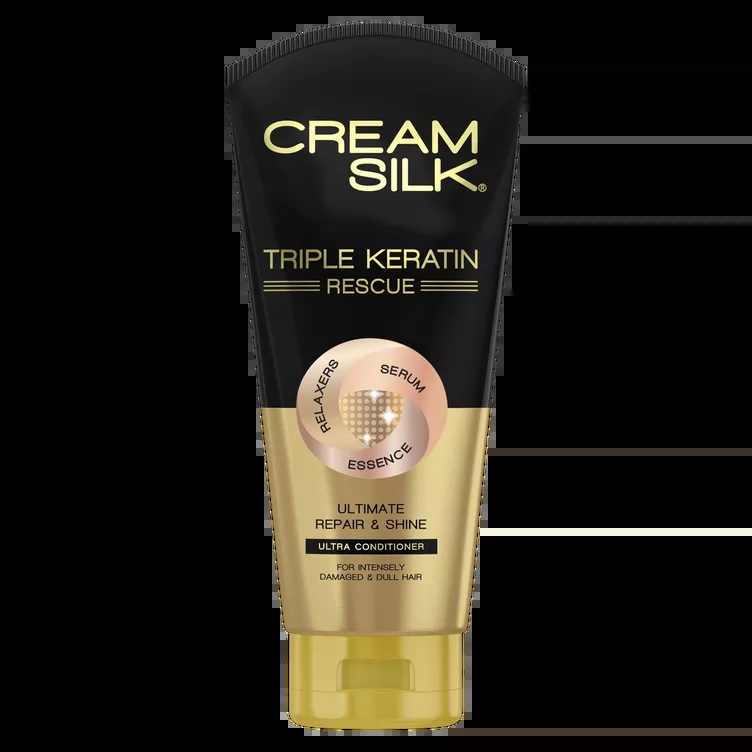 CREAM
SILK®
TRIPLE KERATIN
RESCUE
RELAXERS
SERUM
ESSENCE
ULTIMATE
REPAIR & SHINE
ULTRA CONDITIONER
FOR INTENSELY
DAMAGED & DULL HAIR